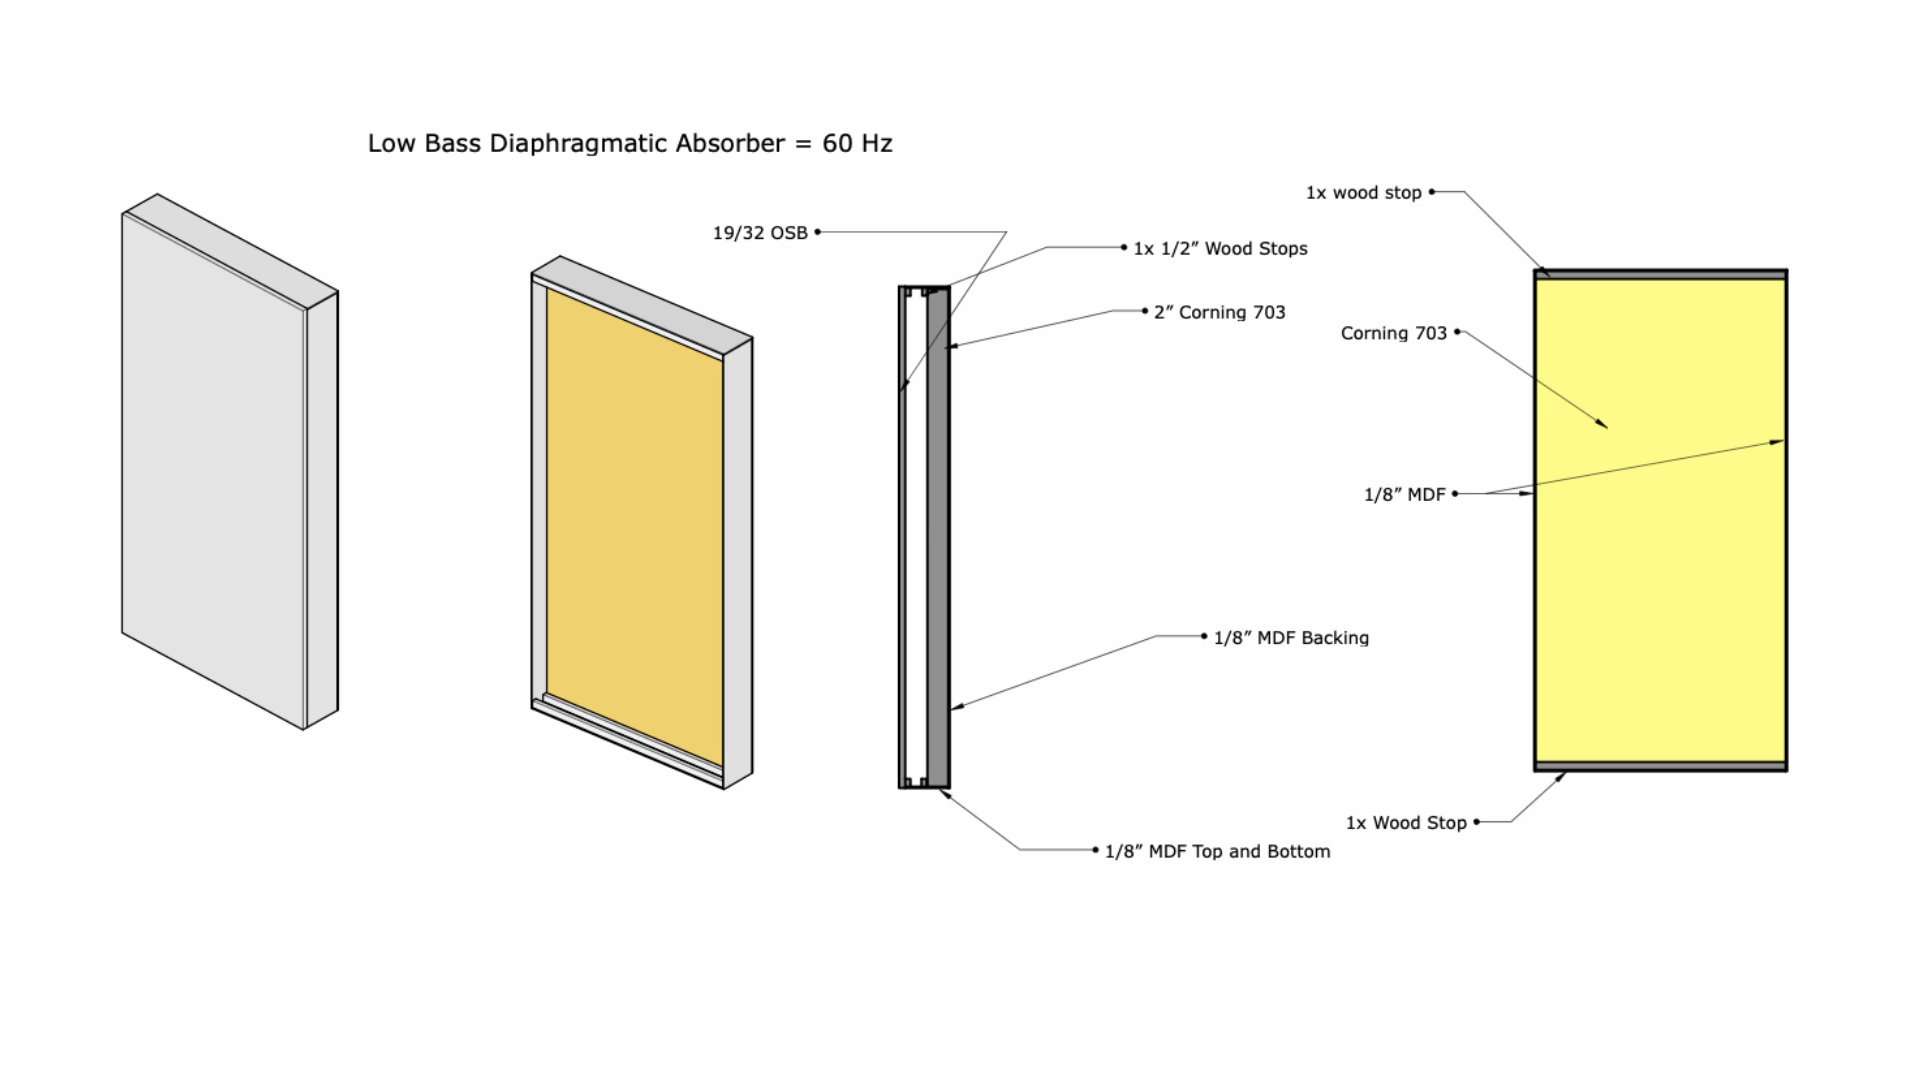 Low Bass Diaphragmatic Absorber = 60 Hz
1x wood stop
19/32 OSB
1x 1/2” Wood Stops
2” Corning 703
Corning 703
1/8” MDF
1/8” MDF Backing
1x Wood Stop
1/8” MDF Top and Bottom